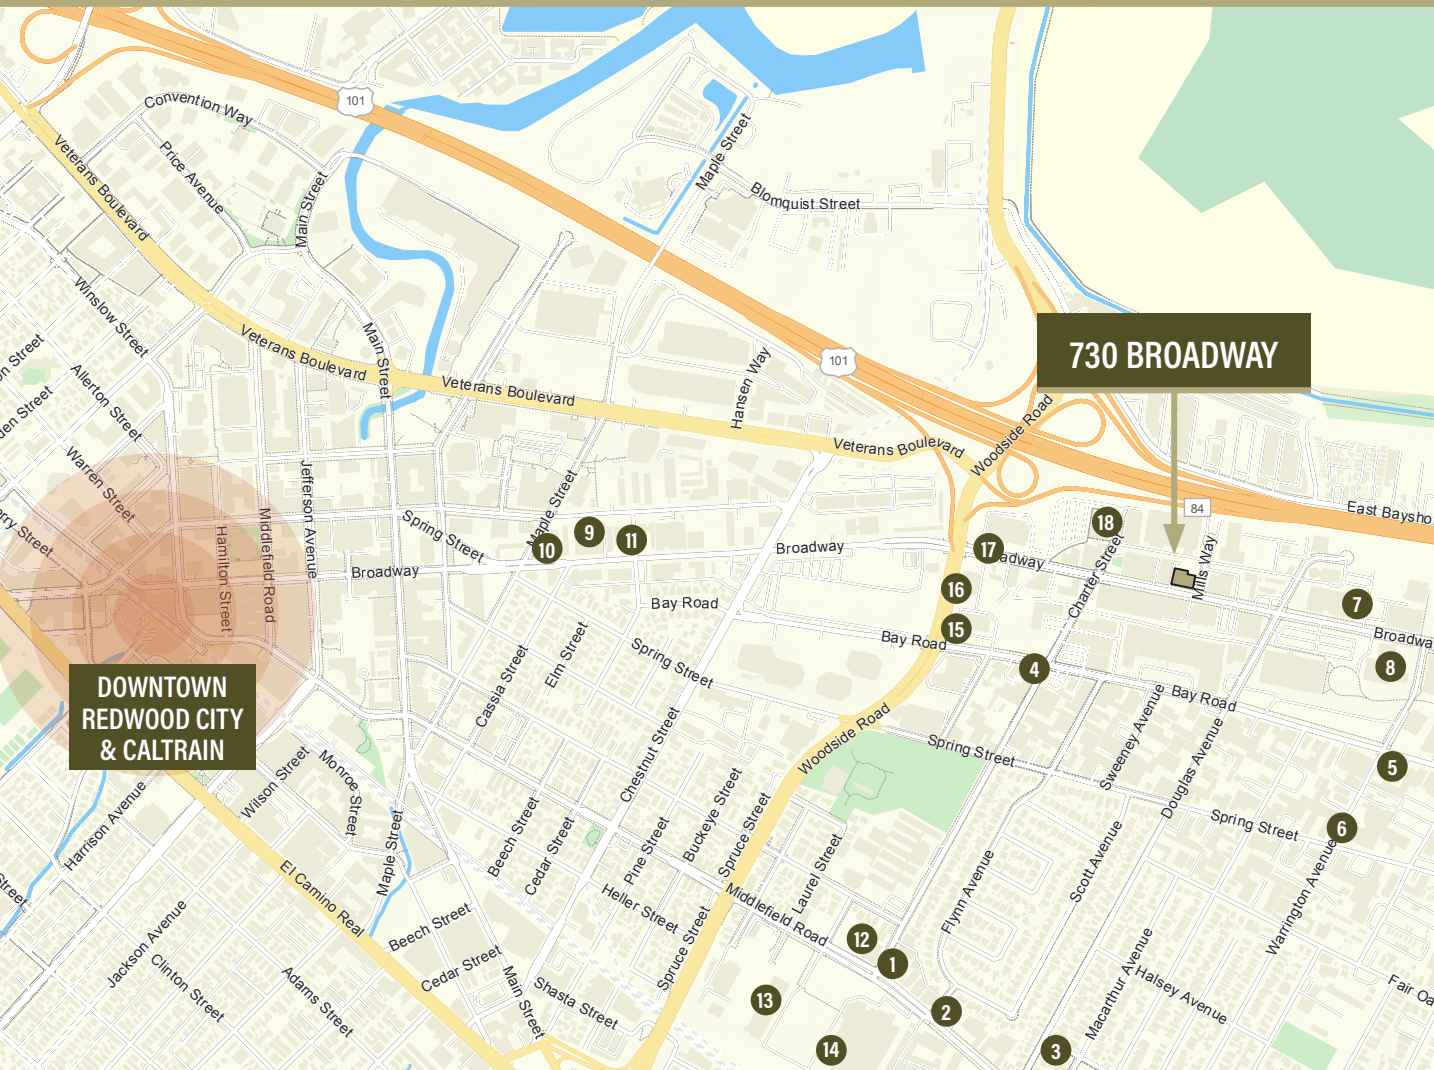 Convention Way
101
Price Avenue
Veterans Boulevard
Main Street
Maple Street
Blomquist Street
Winslow Street
Veterans Boulevard
Main Street
Veterans Boulevard
Hansen Way
101
730 BROADWAY
Allerton Street
Woodside Road
Veterans Boulevard
Warren Street
Jefferson Avenue
Middlefield Road
Hamilton Street
Spring Street
Maple Street
9
10
11
Broadway
Broadway
84
East Baysho
18
17
adway
Charter Street
Mills Way
16
7
Broadwa
Bay Road
15
Bay Road
4
8
Spring Street
Elm Street
Cassia Street
Bay Road
DOWNTOWN
REDWOOD CITY
& CALTRAIN
Woodside Road
Spring Street
Sweeney Avenue
Douglas Avenue
5
6
Spring Street
Wilson Street
Monroe Street
Harrison Avenue
Maple Street
Chestnut Street
Beech Street
Cedar Street
Pine Street
Buckeye Street
Spruce Street
Laurel Street
Flynn Avenue
Scott Avenue
Warrington Avenue
El Camino Real
Heller Street
Middlefield Road
Beech Street
Jackson Avenue
Clinton Street
Adams Street
Cedar Street
Main Street
Shasta Street
Spruce Street
12
1
13
2
14
3
Macarthur Avenue
Halsey Avenue
Fair Oa